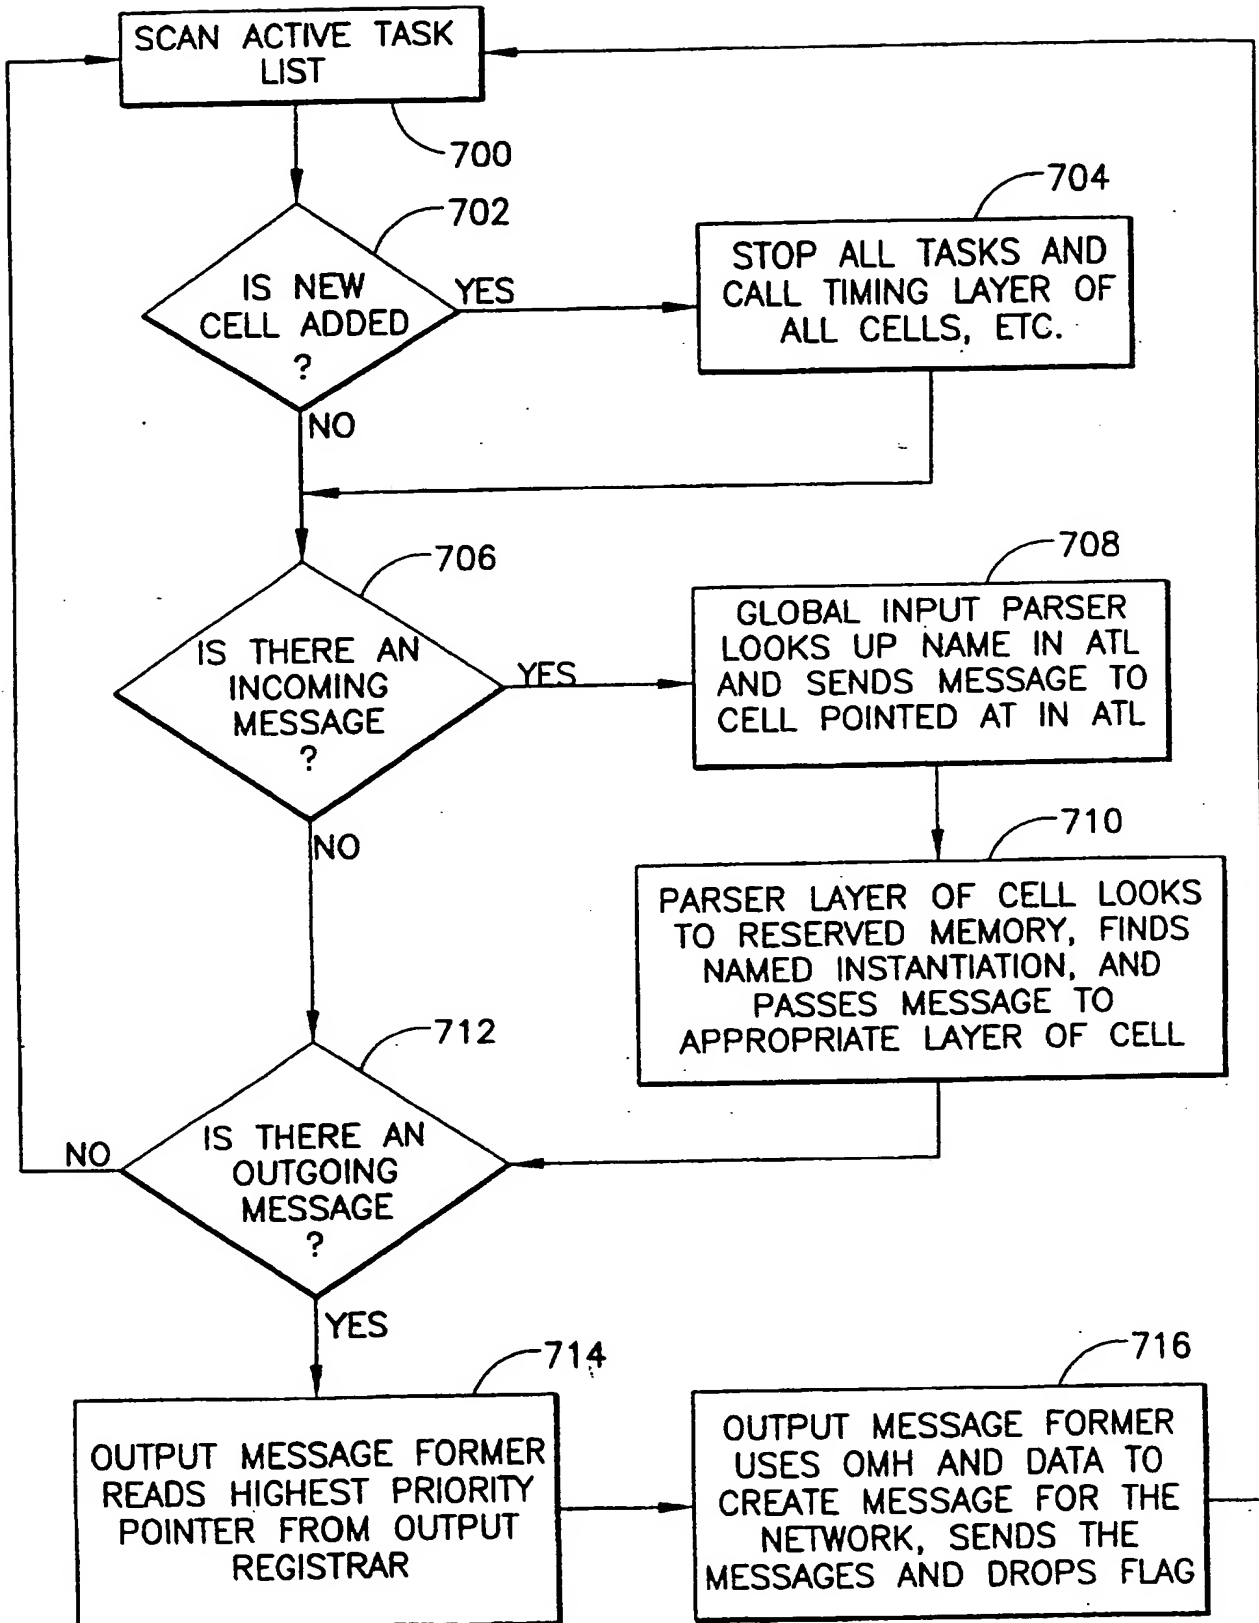 SCAN ACTIVE TASK
LIST
700
702
IS NEW
CELL ADDED
?
YES
NO
704
STOP ALL TASKS AND
CALL TIMING LAYER OF
ALL CELLS, ETC.
706
IS THERE AN
INCOMING
MESSAGE
?
YES
NO
708
GLOBAL INPUT PARSER
LOOKS UP NAME IN ATL
AND SENDS MESSAGE TO
CELL POINTED AT IN ATL
710
PARSER LAYER OF CELL LOOKS
TO RESERVED MEMORY, FINDS
NAMED INSTANTIATION, AND
PASSES MESSAGE TO
APPROPRIATE LAYER OF CELL
712
IS THERE AN
OUTGOING
MESSAGE
?
NO
YES
714
OUTPUT MESSAGE FORMER
READS HIGHEST PRIORITY
POINTER FROM OUTPUT
REGISTRAR
716
OUTPUT MESSAGE FORMER
USES OMH AND DATA TO
CREATE MESSAGE FOR THE
NETWORK, SENDS THE
MESSAGES AND DROPS FLAG